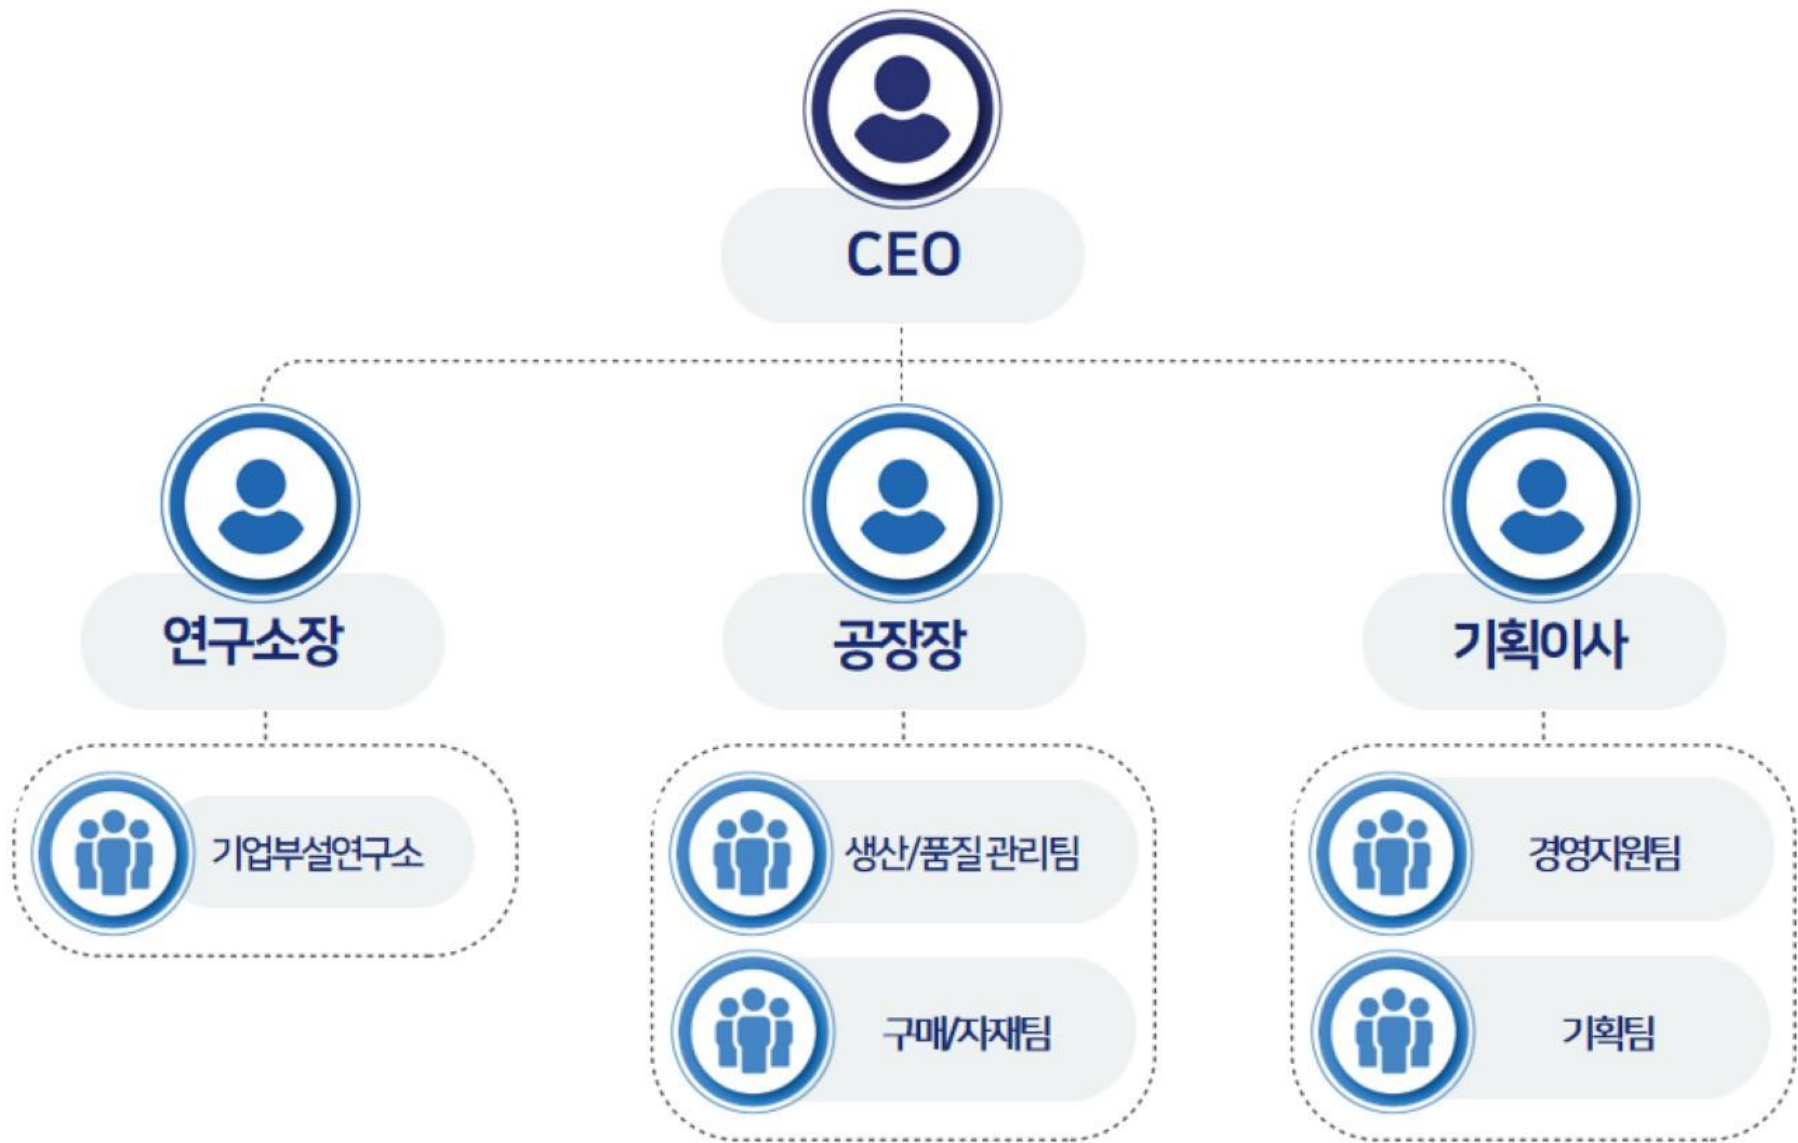 CEO
연구소장
공장장
기획이사
기업부설연구소
생산/품질 관리팀
경영지원팀
구매/자재팀
기획팀